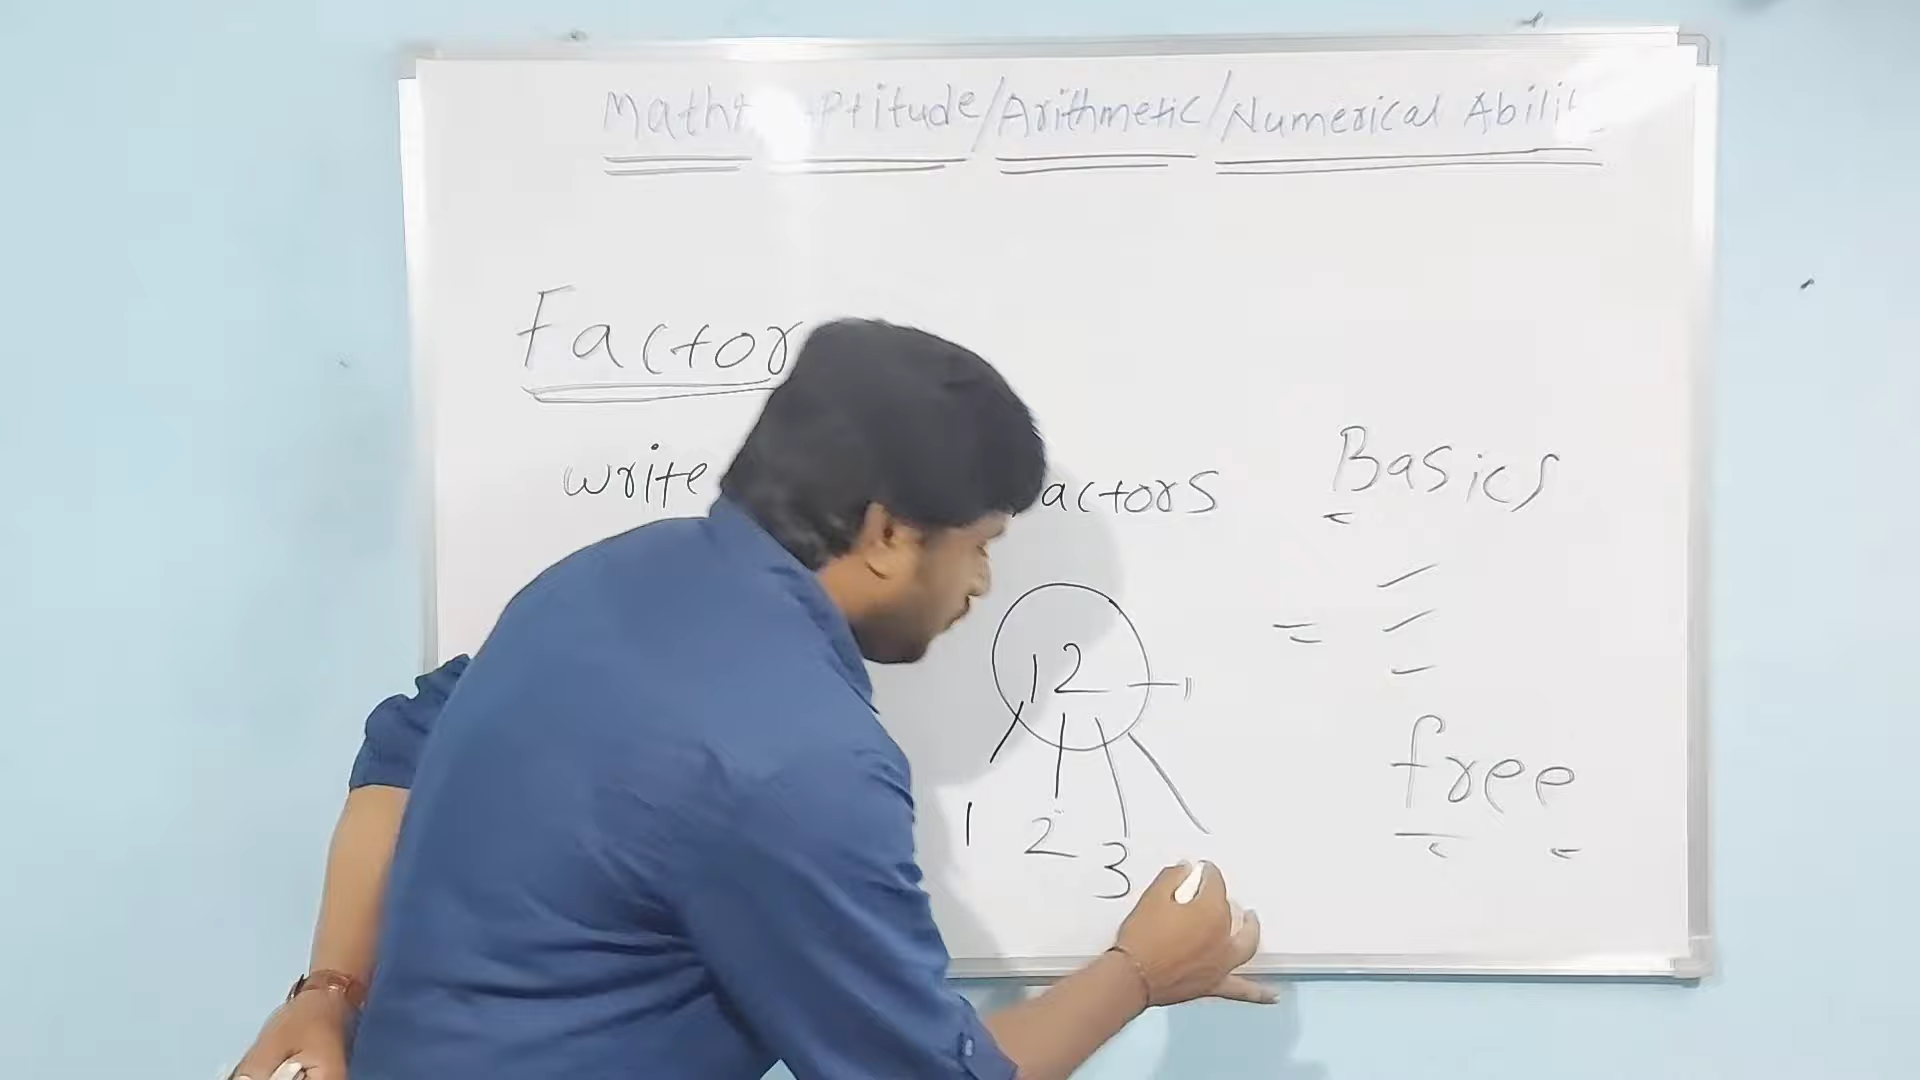 Maths Aptitude/Arithmetic/Numerical Abili
Factor
write actors
Basics
12
1 2 3
free